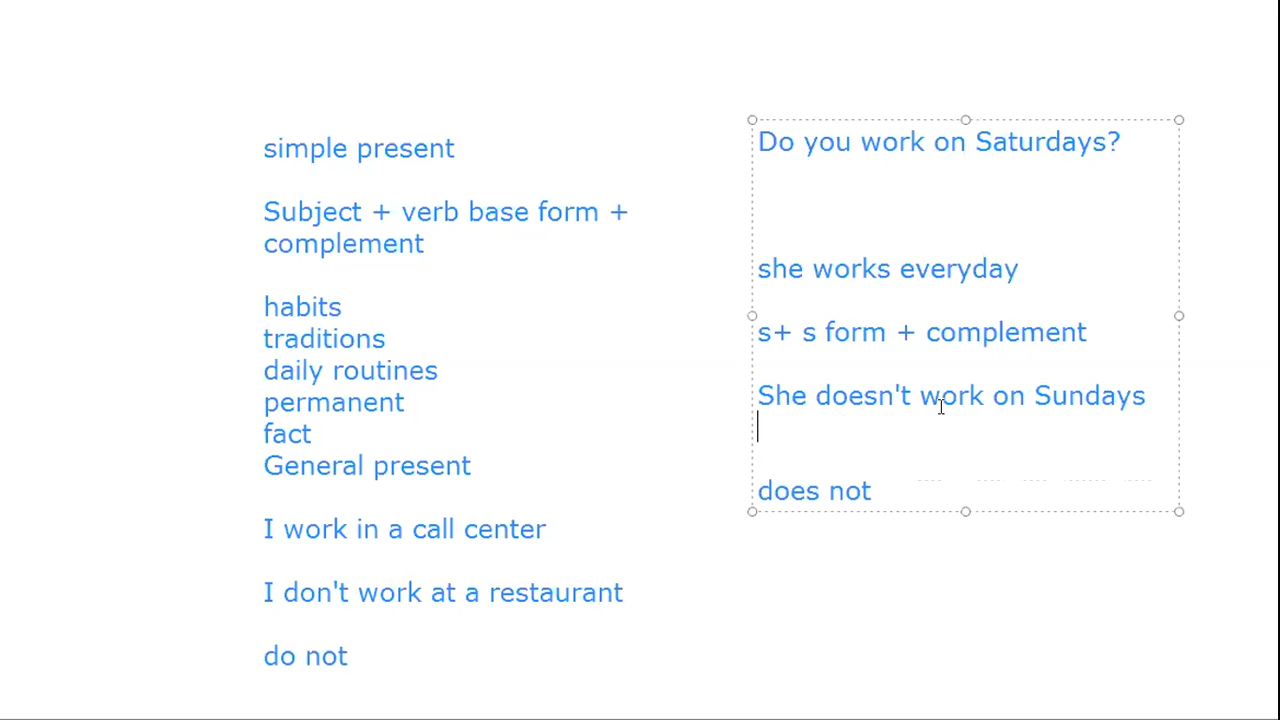 simple present
Subject + verb base form +
complement
habits
traditions
daily routines
permanent
fact
General present
I work in a call center
I don't work at a restaurant
do not
Do you work on Saturdays?
she works everyday
s+ s form + complement
She doesn't work on Sundays
does not